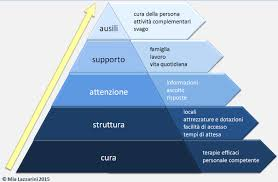 ausili
cura della persona
attività complementari
svago
supporto
famiglia
lavoro
vita quotidiana
attenzione
informazioni
ascolto
risposte
struttura
locali
attrezzature e dotazioni
facilità di accesso
tempi di attesa
cura
terapie efficaci
personale competente
© Mia Lazzarini 2015